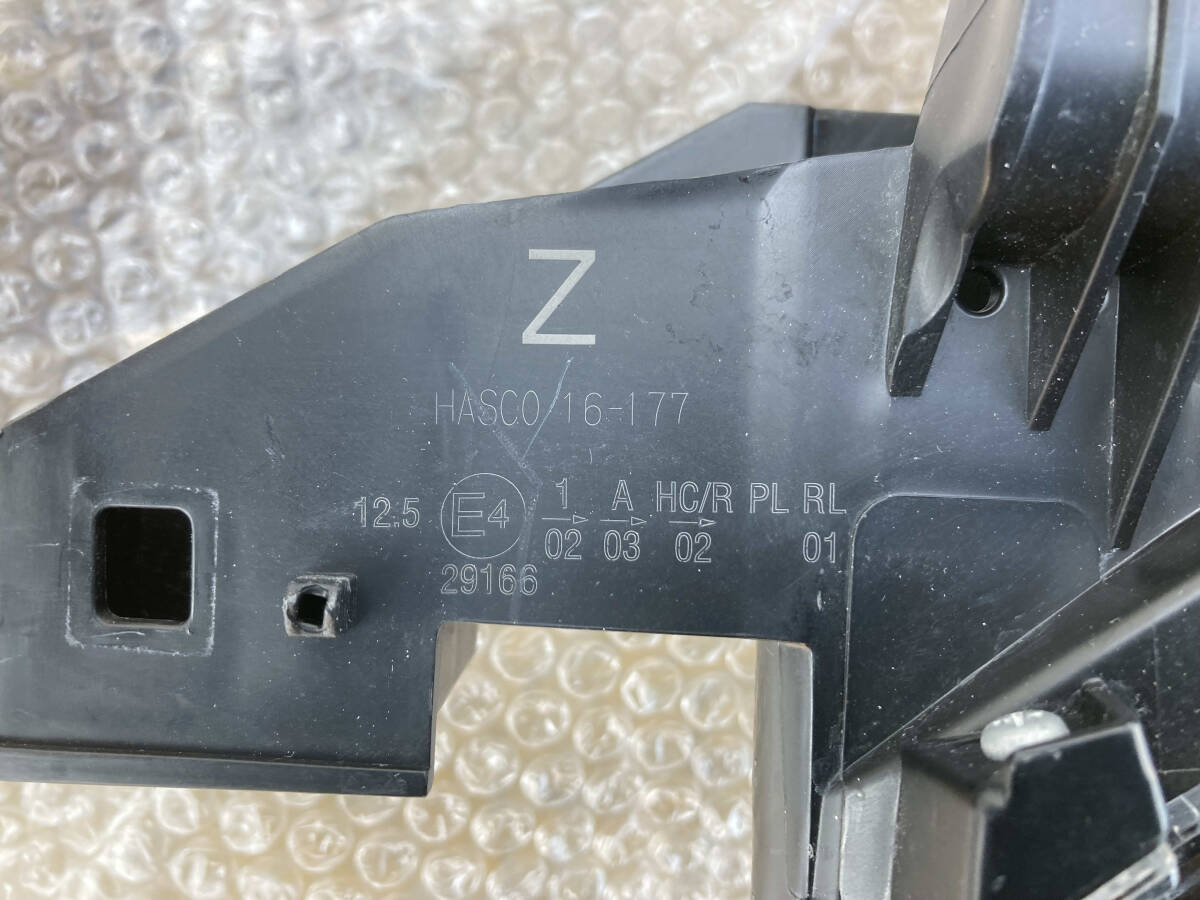 Z
HASCO 16-177
12.5 E4 1 A HC/R PL RL
02 03 02 01
29166